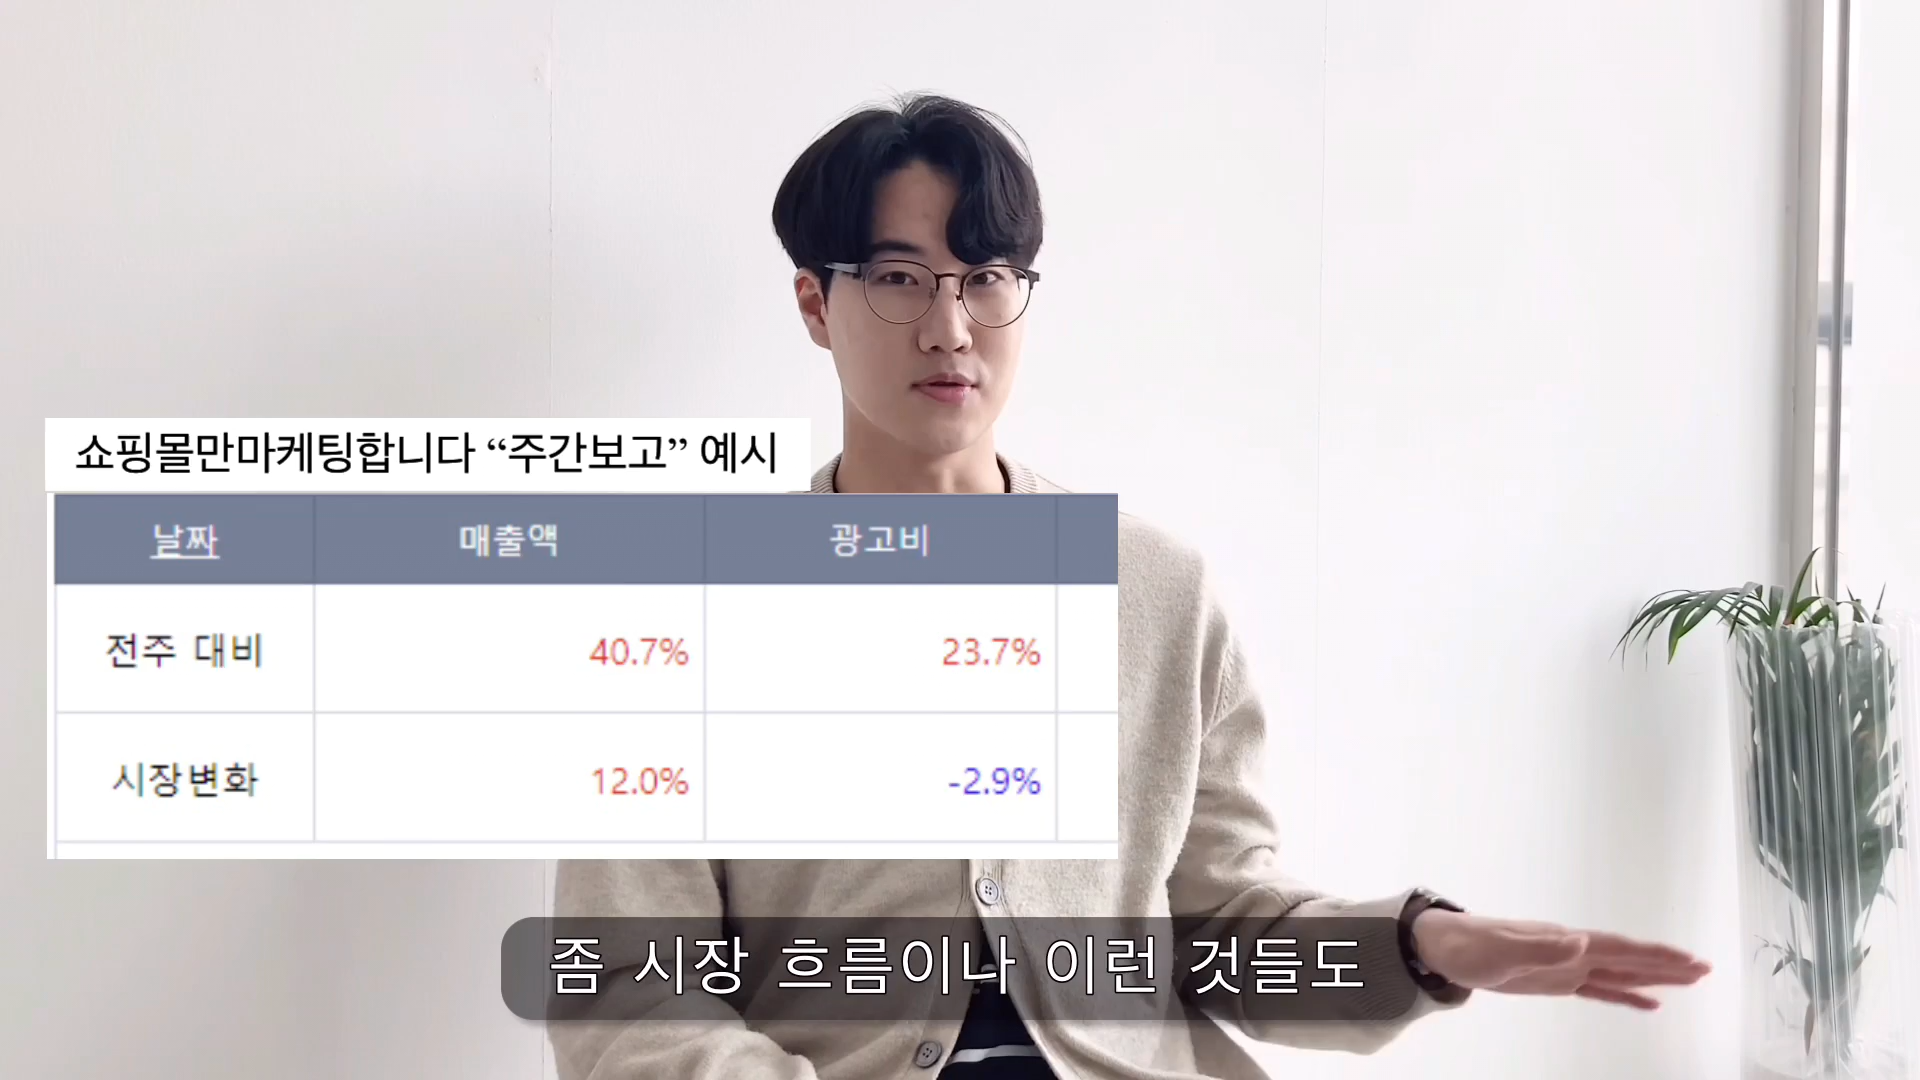 쇼핑몰만마케팅합니다 “주간보고” 예시
날짜 매출액 광고비
전주 대비 40.7% 23.7%
시장변화 12.0% -2.9%
좀 시장 흐름이나 이런 것들도